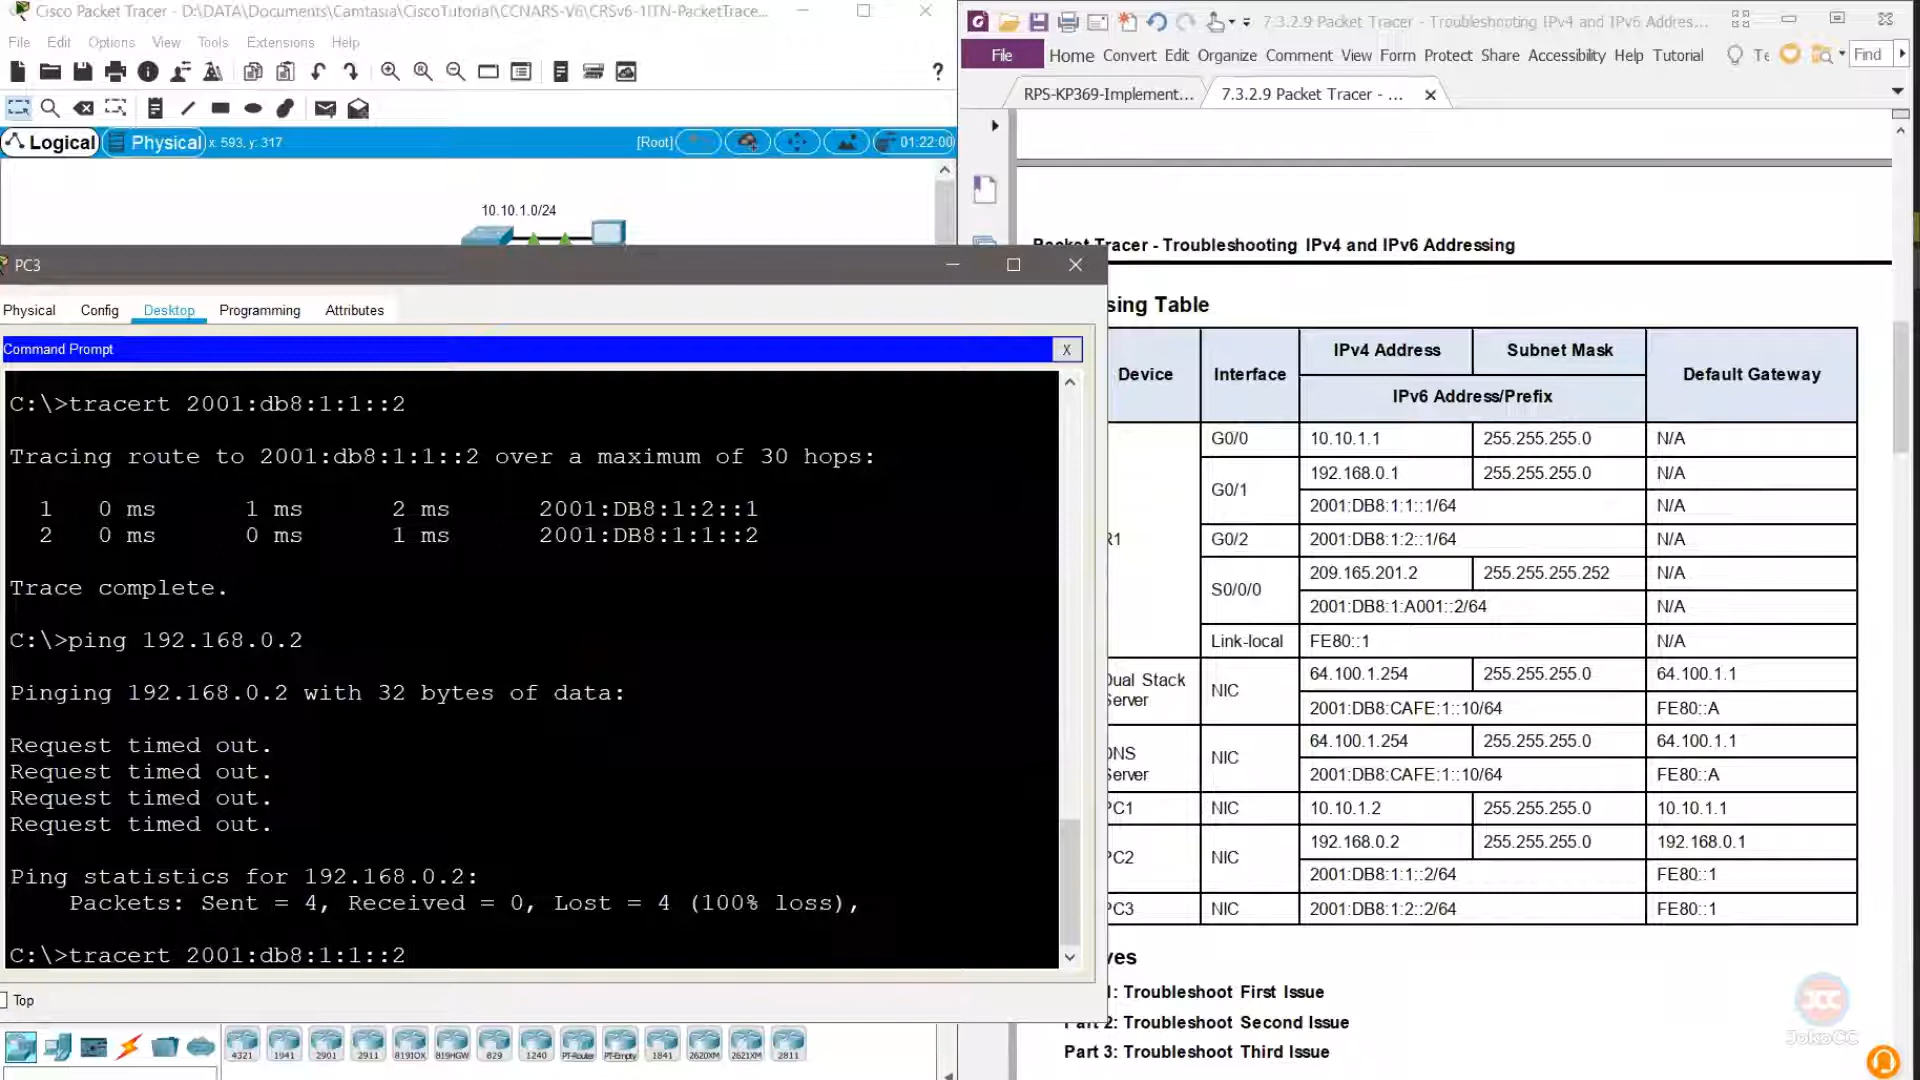 Cisco Packet Tracer - D:\DATA\Documents\Camtasia\CiscoTutorial\CCNARS-V6\CRSv6-1ITN-PacketTrace...
File Edit Options View Tools Extensions Help
?
Logical Physical x: 593, y: 317 [Root] 01:22:00
10.10.1.0/24
PC3
Physical Config Desktop Programming Attributes
Command Prompt X
C:\>tracert 2001:db8:1:1::2
Tracing route to 2001:db8:1:1::2 over a maximum of 30 hops:
1 0 ms 1 ms 2 ms 2001:DB8:1:2::1
2 0 ms 0 ms 1 ms 2001:DB8:1:1::2
Trace complete.
C:\>ping 192.168.0.2
Pinging 192.168.0.2 with 32 bytes of data:
Request timed out.
Request timed out.
Request timed out.
Request timed out.
Ping statistics for 192.168.0.2:
Packets: Sent = 4, Received = 0, Lost = 4 (100% loss),
C:\>tracert 2001:db8:1:1::2
Top
4321 1941 2901 2911 819IOX 819HGW 829 1240 PT-Router PT-Empty 1841 2620XM 2621XM 2811
7.3.2.9 Packet Tracer - Troubleshooting IPv4 and IPv6 Addres...
File Home Convert Edit Organize Comment View Form Protect Share Accessibility Help Tutorial Te Find
RPS-KP369-Implement... 7.3.2.9 Packet Tracer - ...
Packet Tracer - Troubleshooting IPv4 and IPv6 Addressing
sing Table
Device Interface IPv4 Address Subnet Mask Default Gateway
IPv6 Address/Prefix
R1 G0/0 10.10.1.1 255.255.255.0 N/A
G0/1 192.168.0.1 255.255.255.0 N/A
2001:DB8:1:1::1/64 N/A
G0/2 2001:DB8:1:2::1/64 N/A
S0/0/0 209.165.201.2 255.255.255.252 N/A
2001:DB8:1:A001::2/64 N/A
Link-local FE80::1 N/A
Dual Stack Server NIC 64.100.1.254 255.255.255.0 64.100.1.1
2001:DB8:CAFE:1::10/64 FE80::A
DNS Server NIC 64.100.1.254 255.255.255.0 64.100.1.1
2001:DB8:CAFE:1::10/64 FE80::A
PC1 NIC 10.10.1.2 255.255.255.0 10.10.1.1
PC2 NIC 192.168.0.2 255.255.255.0 192.168.0.1
2001:DB8:1:1::2/64 FE80::1
PC3 NIC 2001:DB8:1:2::2/64 FE80::1
ves
1: Troubleshoot First Issue
Part 2: Troubleshoot Second Issue
Part 3: Troubleshoot Third Issue
JCC
JokoCC